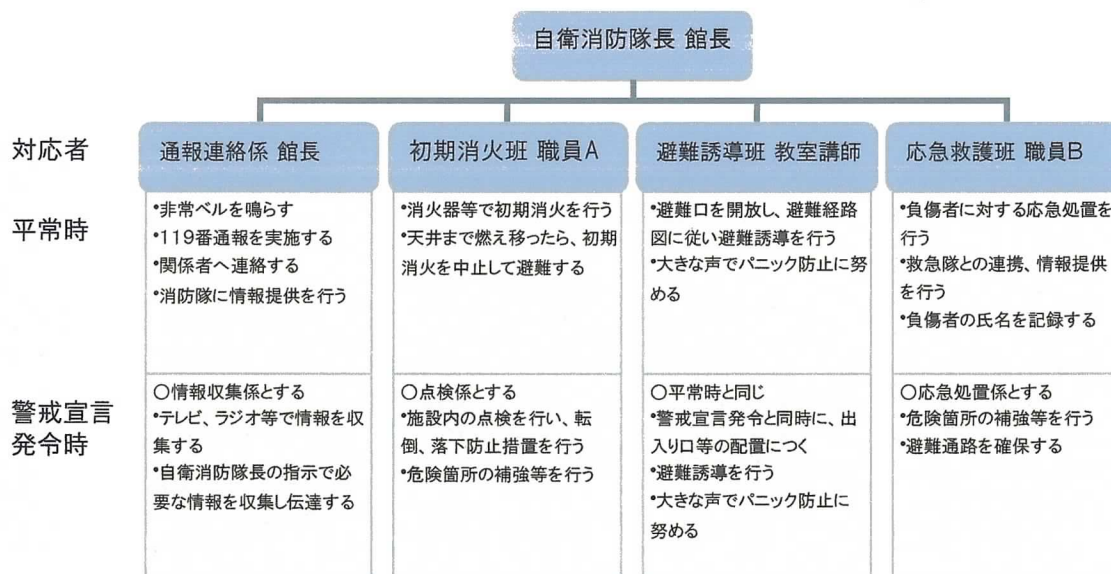 自衛消防隊長 館長
対応者
通報連絡係 館長
初期消火班 職員A
避難誘導班 教室講師
応急救護班 職員B
平常時
•非常ベルを鳴らす
•119番通報を実施する
•関係者へ連絡する
•消防隊に情報提供を行う
•消火器等で初期消火を行う
•天井まで燃え移ったら、初期
消火を中止して避難する
•避難口を開放し、避難経路
図に従い避難誘導を行う
•大きな声でパニック防止に努
める
•負傷者に対する応急処置を
行う
•救急隊との連携、情報提供
を行う
•負傷者の氏名を記録する
警戒宣言
発令時
○情報収集係とする
•テレビ、ラジオ等で情報を収
集する
•自衛消防隊長の指示で必
要な情報を収集し伝達する
○点検係とする
•施設内の点検を行い、転
倒、落下防止措置を行う
•危険箇所の補強等を行う
○平常時と同じ
•警戒宣言発令と同時に、出
入り口等の配置につく
•避難誘導を行う
•大きな声でパニック防止に
努める
○応急処置係とする
•危険箇所の補強等を行う
•避難通路を確保する